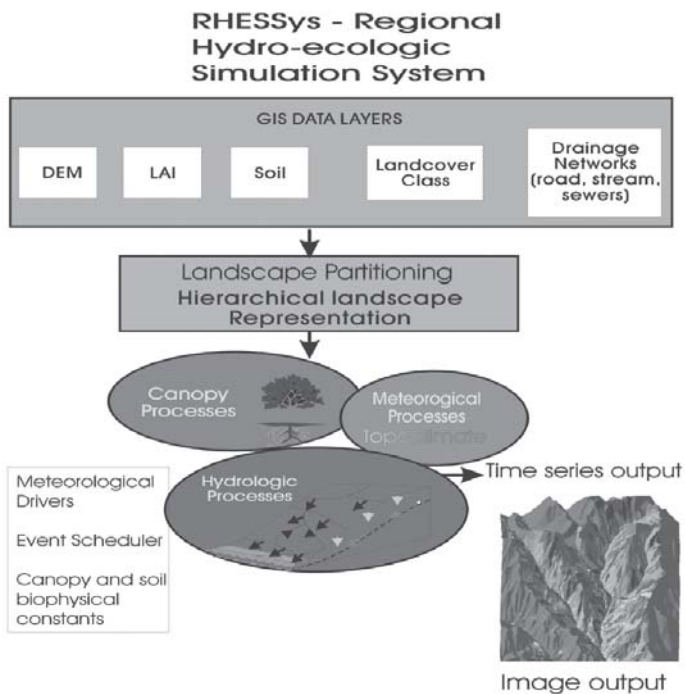 RHESSys - Regional
Hydro-ecologic
Simulation System
GIS DATA LAYERS
DEM
LAI
Soil
Landcover
Class
Drainage
Networks
(road, stream,
sewers)
Landscape Partitioning
Hierarchical landscape
Representation
Canopy
Processes
Meteorological
Processes
Topoclimate
Hydrologic
Processes
Time series output
Meteorological
Drivers
Event Scheduler
Canopy and soil
biophysical
constants
Image output